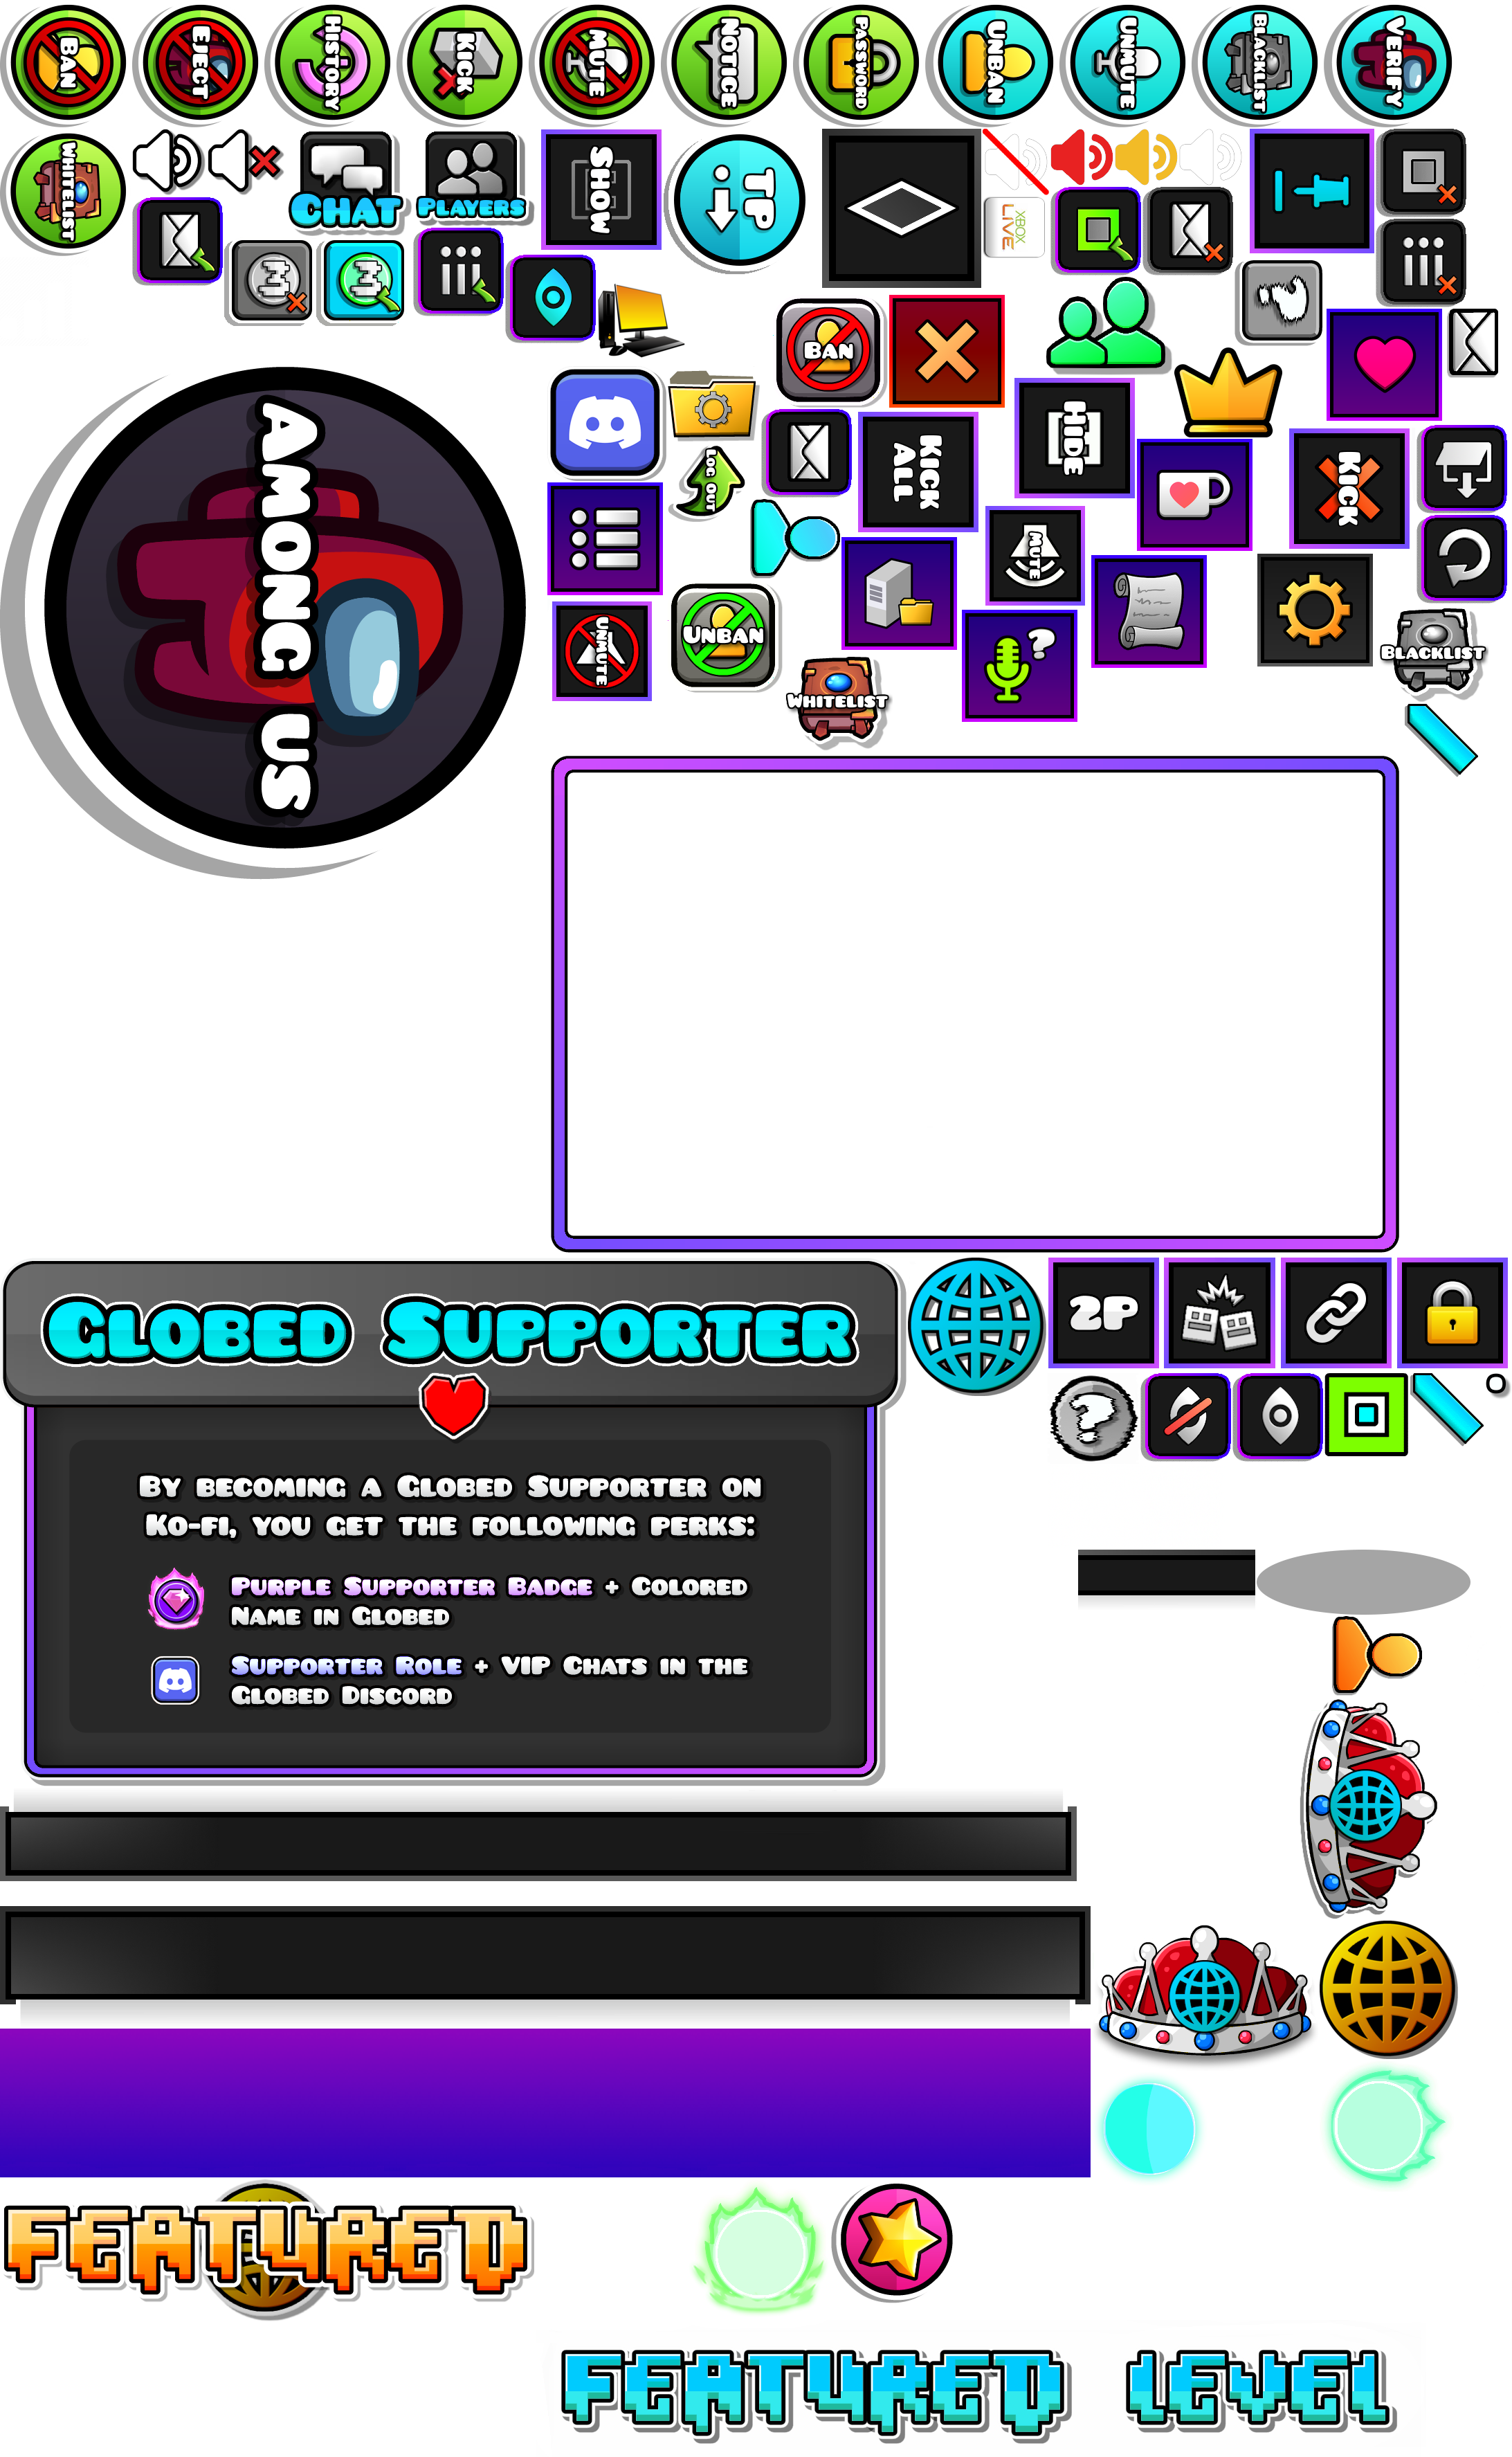 BAN
EJECT
HISTORY
KICK
MUTE
NOTICE
PASSWORD
UNBAN
UNMUTE
BLACKLIST
VERIFY
WHITELIST
CHAT
PLAYERS
SHOW
TP
XBOX
LIVE
BAN
HIDE
KICK
ALL
LOG OUT
KICK
MUTE
UNMUTE
UNBAN
WHITELIST
BLACKLIST
AMONG US
GLOBED SUPPORTER
2P
?
BY BECOMING A GLOBED SUPPORTER ON
KO-FI, YOU GET THE FOLLOWING PERKS:
PURPLE SUPPORTER BADGE + COLORED
NAME IN GLOBED
SUPPORTER ROLE + VIP CHATS IN THE
GLOBED DISCORD
FEATURED
FEATURED LEVEL